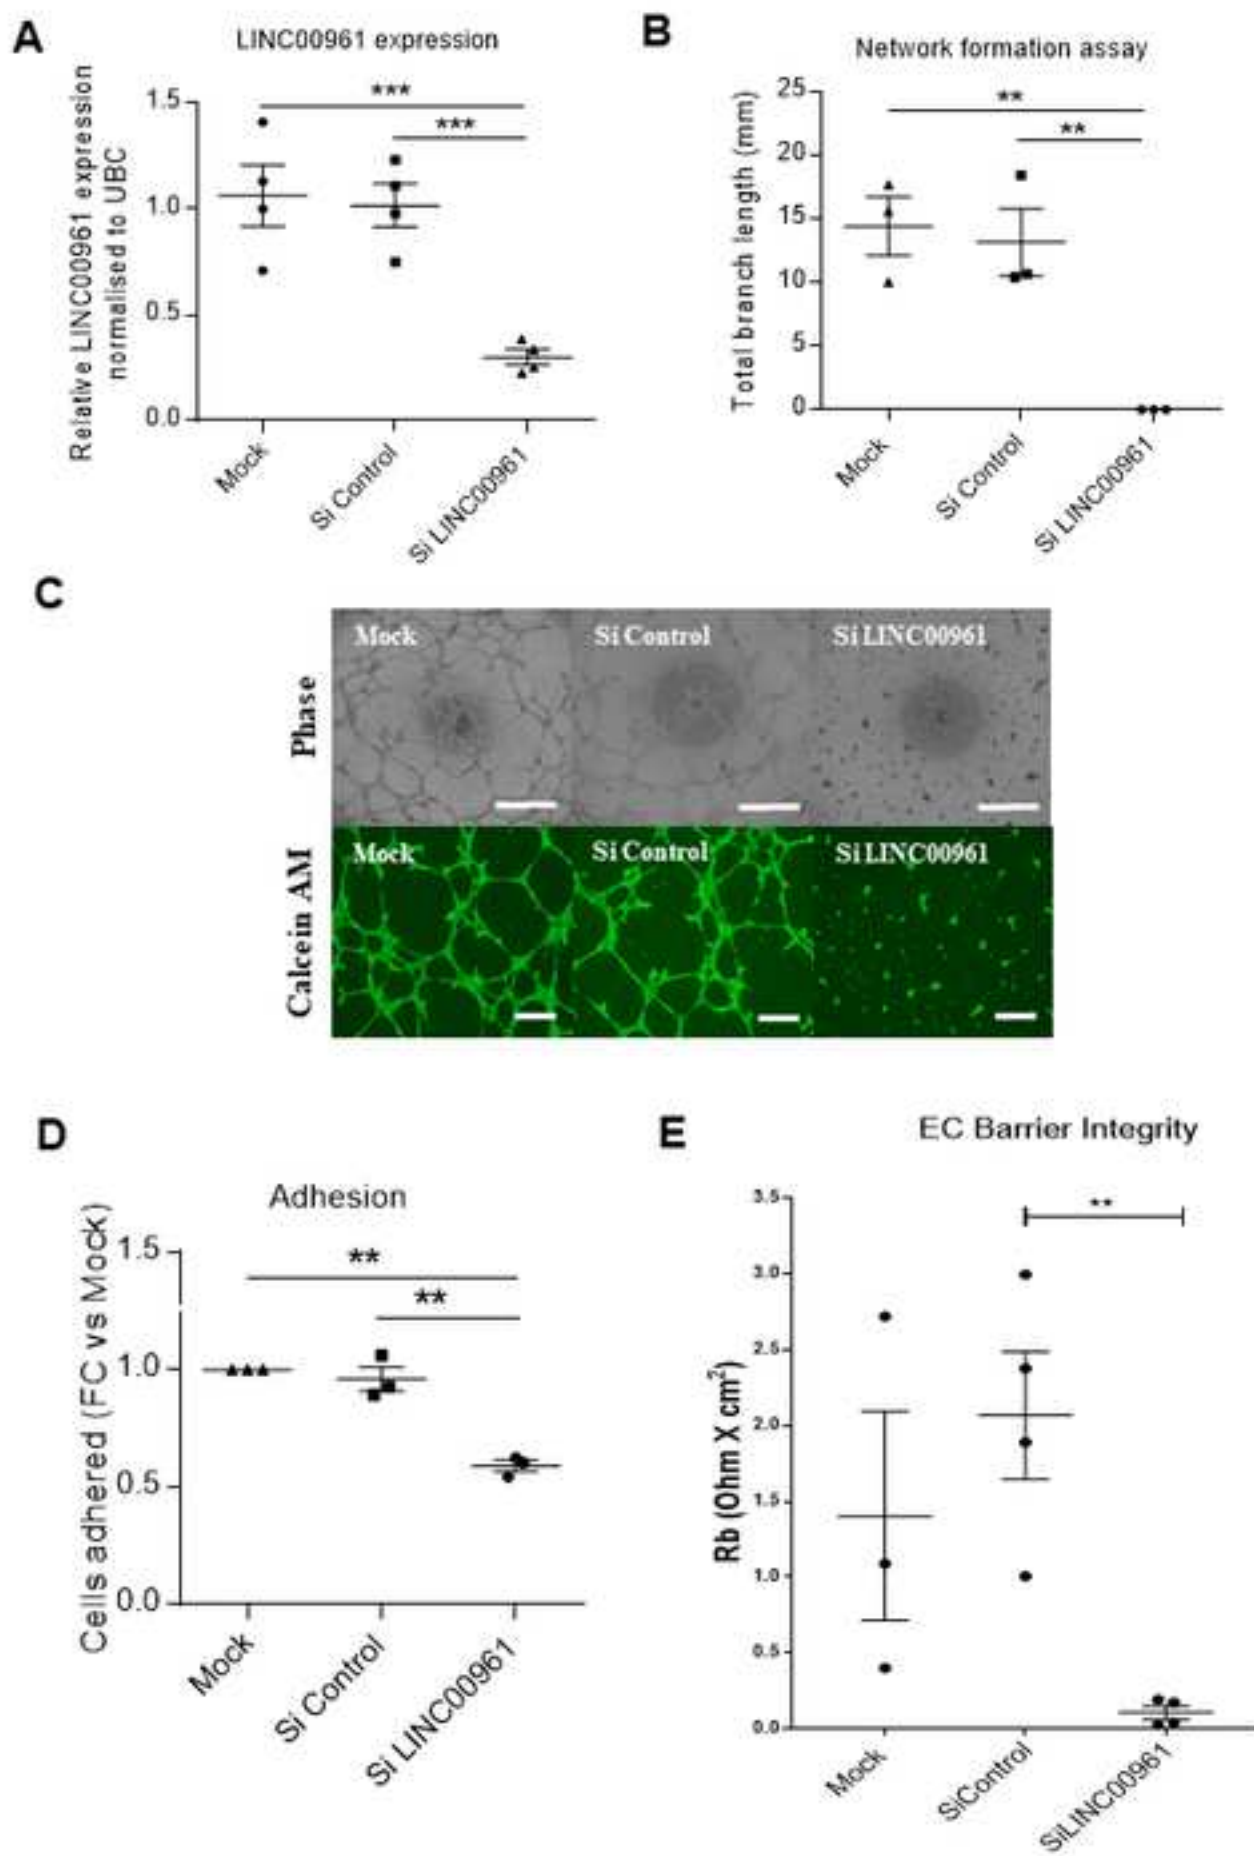 A
LINC00961 expression
Relative LINC00961 expression
normalised to UBC
1.5
1.0
0.5
0.0
***
***
Mock
Si Control
Si LINC00961
B
Network formation assay
Total branch length (mm)
25
20
15
10
5
0
**
**
Mock
Si Control
Si LINC00961
C
Phase
Mock
Si Control
Si LINC00961
Calcein AM
Mock
Si Control
Si LINC00961
D
Adhesion
Cells adhered (FC vs Mock)
1.5
1.0
0.5
0.0
**
**
Mock
Si Control
Si LINC00961
E
EC Barrier Integrity
Rb (Ohm X cm²)
3.5
3.0
2.5
2.0
1.5
1.0
0.5
0.0
**
Mock
SiControl
SiLINC00961